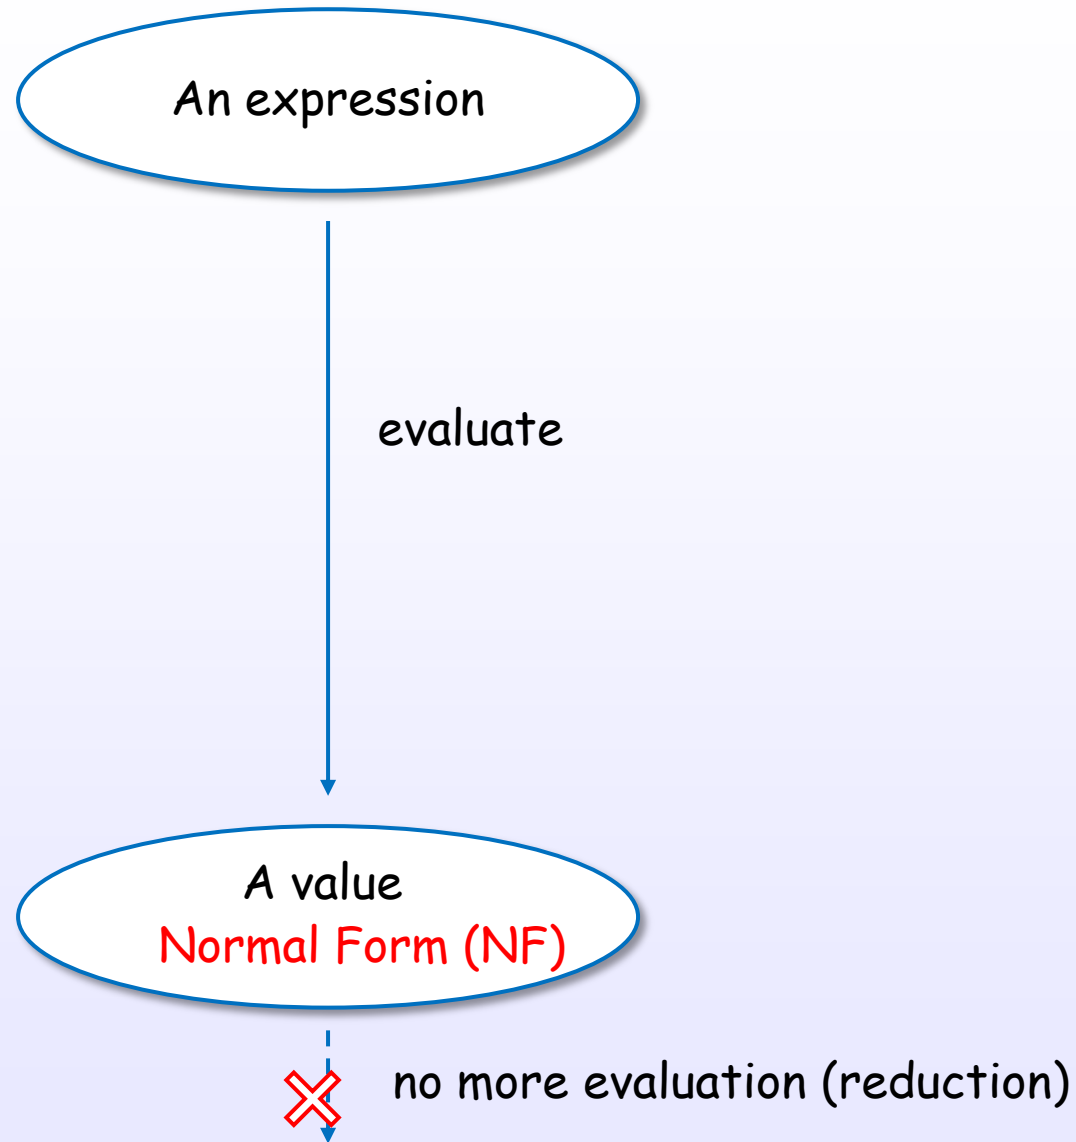 An expression
evaluate
A value
Normal Form (NF)
no more evaluation (reduction)